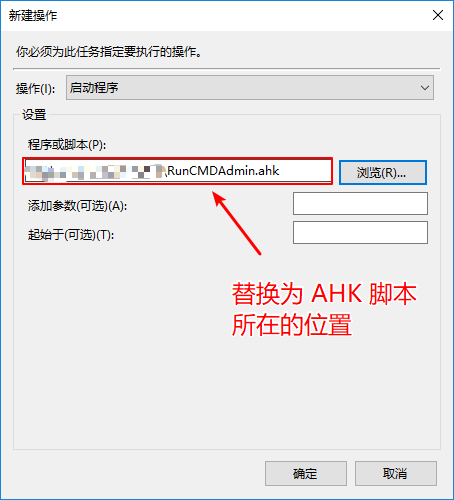 新建操作
你必须为此任务指定要执行的操作。
操作(I): 启动程序
设置
程序或脚本(P):
\RunCMDAdmin.ahk 浏览(R)...
添加参数(可选)(A):
起始于(可选)(T):
替换为 AHK 脚本
所在的位置
确定 取消